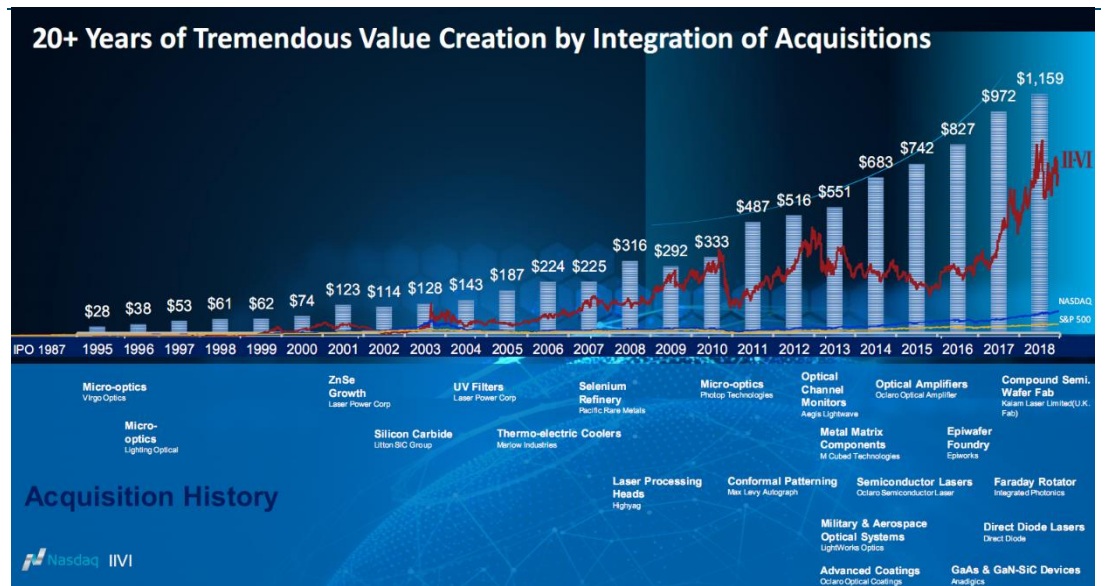 20+ Years of Tremendous Value Creation by Integration of Acquisitions
$28
$38
$53
$61
$62
$74
$123
$114
$128
$143
$187
$224
$225
$316
$292
$333
$487
$516
$551
$683
$742
$827
$972
$1,159
II-VI
NASDAQ
S&P 500
IPO 1987 1995 1996 1997 1998 1999 2000 2001 2002 2003 2004 2005 2006 2007 2008 2009 2010 2011 2012 2013 2014 2015 2016 2017 2018
Micro-optics
Virgo Optics
Micro-
optics
Lighting Optical
ZnSe
Growth
Laser Power Corp
Silicon Carbide
Litton SiC Group
UV Filters
Laser Power Corp
Thermo-electric Coolers
Marlow Industries
Selenium
Refinery
Pacific Rare Metals
Laser Processing
Heads
Highyag
Micro-optics
Photop Technologies
Conformal Patterning
Max Levy Autograph
Optical
Channel
Monitors
Aegis Lightwave
Metal Matrix
Components
M Cubed Technologies
Optical Amplifiers
Oclaro Optical Amplifier
Semiconductor Lasers
Oclaro Semiconductor Laser
Military & Aerospace
Optical Systems
LightWorks Optics
Advanced Coatings
Oclaro Optical Coatings
Epiwafer
Foundry
Epiworks
Compound Semi.
Wafer Fab
Kaiam Laser Limited(U.K.
Fab)
Faraday Rotator
Integrated Photonics
Direct Diode Lasers
Direct Diode
GaAs & GaN-SiC Devices
Anadigics
Acquisition History
Nasdaq IIVI